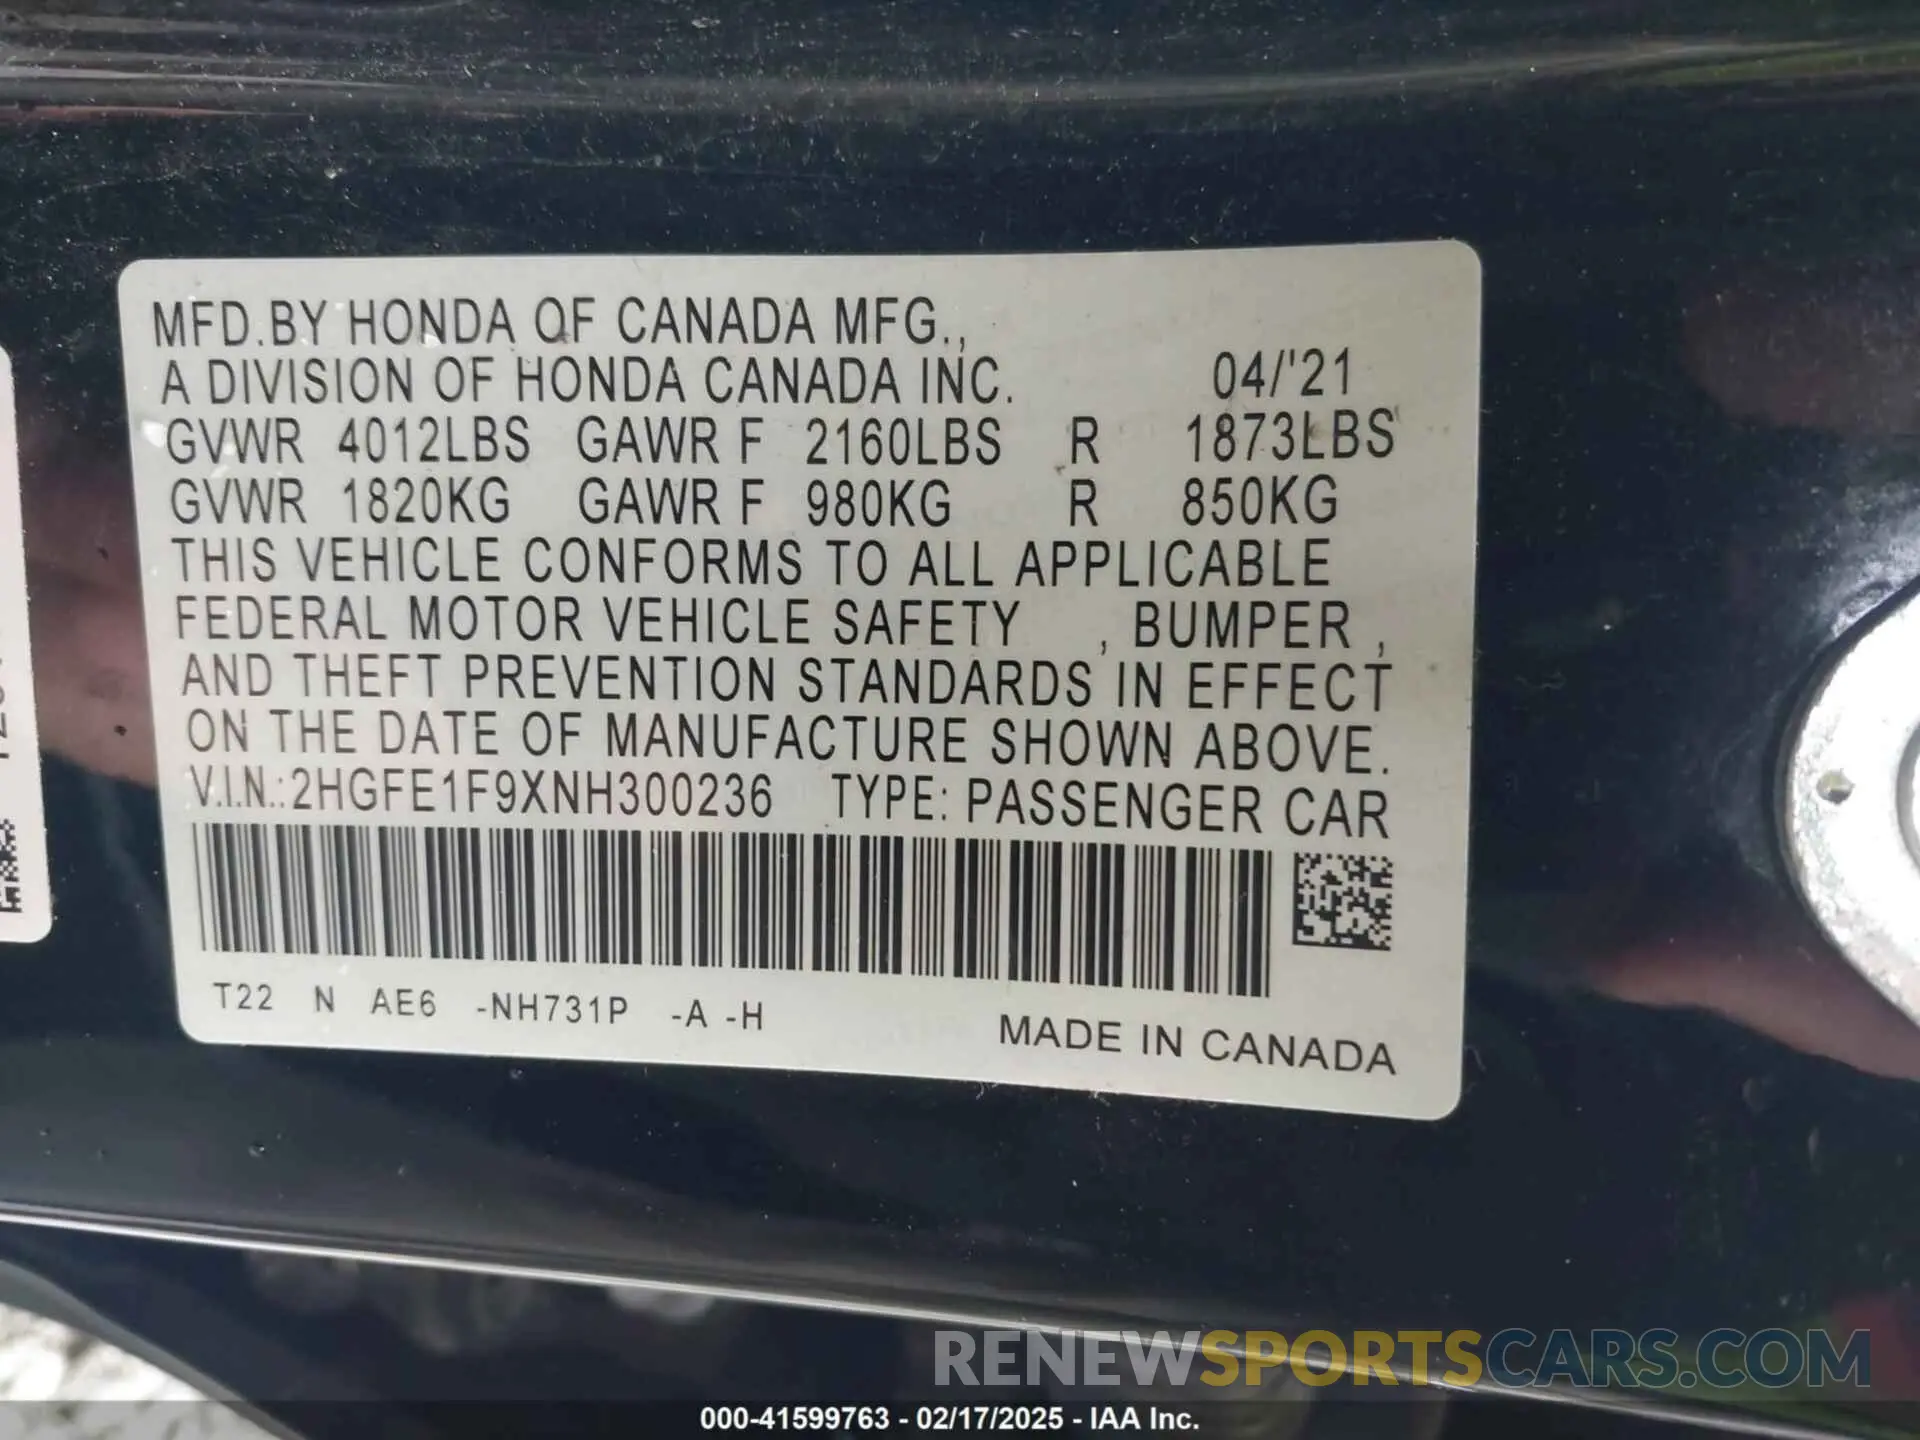 MFD.BY HONDA OF CANADA MFG.,
A DIVISION OF HONDA CANADA INC. 04/'21
GVWR 4012LBS GAWR F 2160LBS R 1873LBS
GVWR 1820KG GAWR F 980KG R 850KG
THIS VEHICLE CONFORMS TO ALL APPLICABLE
FEDERAL MOTOR VEHICLE SAFETY , BUMPER ,
AND THEFT PREVENTION STANDARDS IN EFFECT
ON THE DATE OF MANUFACTURE SHOWN ABOVE.
V.I.N.:2HGFE1F9XNH300236 TYPE: PASSENGER CAR
T22 N AE6 -NH731P -A -H
MADE IN CANADA
RENEWSPORTSCARS.COM
000-41599763 - 02/17/2025 - IAA Inc.